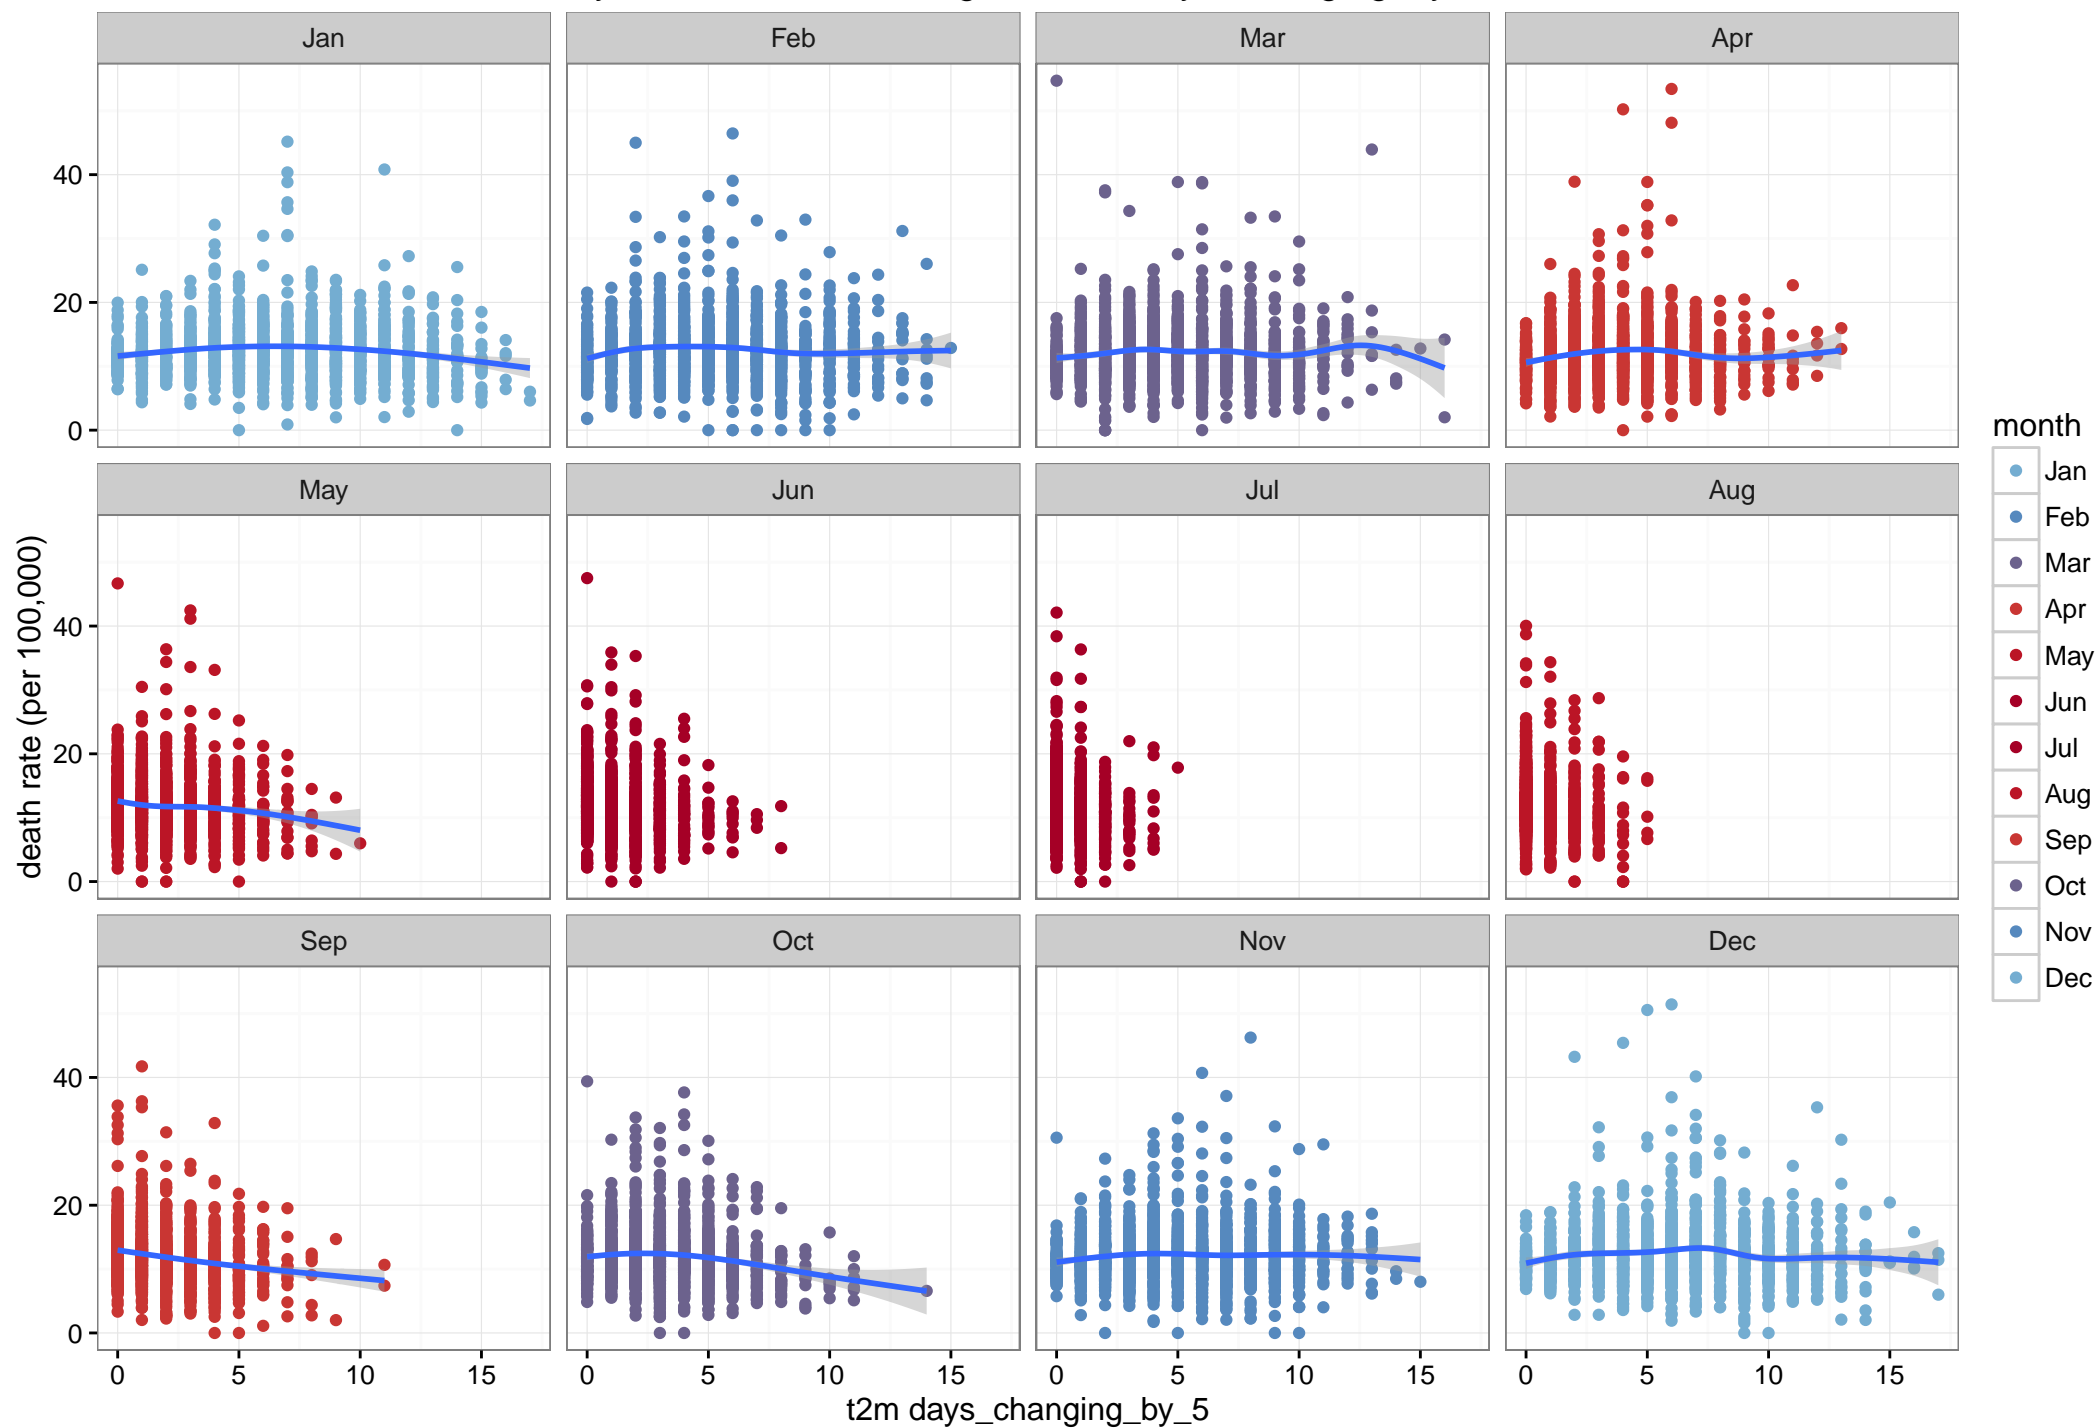 Jan Feb Mar Apr
40
20
0
May Jun Jul Aug
40
20
0
Sep Oct Nov Dec
40
20
0
0 5 10 15 0 5 10 15 0 5 10 15 0 5 10 15
t2m days_changing_by_5
death rate (per 100,000)
month
Jan
Feb
Mar
Apr
May
Jun
Jul
Aug
Sep
Oct
Nov
Dec